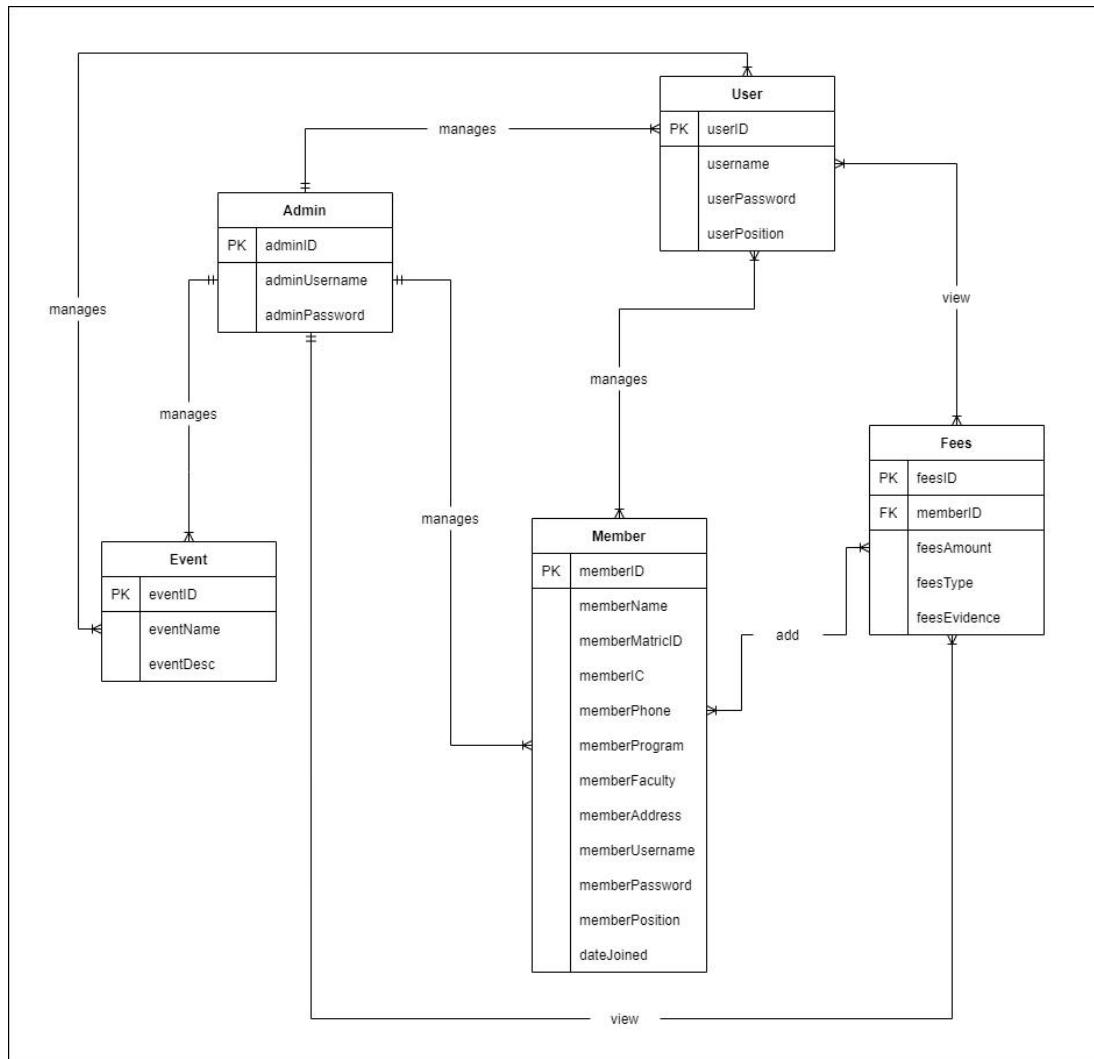 User
PK userID
username
userPassword
userPosition
manages
Admin
PK adminID
adminUsername
adminPassword
manages
view
manages
manages
manages
Event
PK eventID
eventName
eventDesc
Member
PK memberID
memberName
memberMatricID
memberIC
memberPhone
memberProgram
memberFaculty
memberAddress
memberUsername
memberPassword
memberPosition
dateJoined
Fees
PK feesID
FK memberID
feesAmount
feesType
feesEvidence
add
view